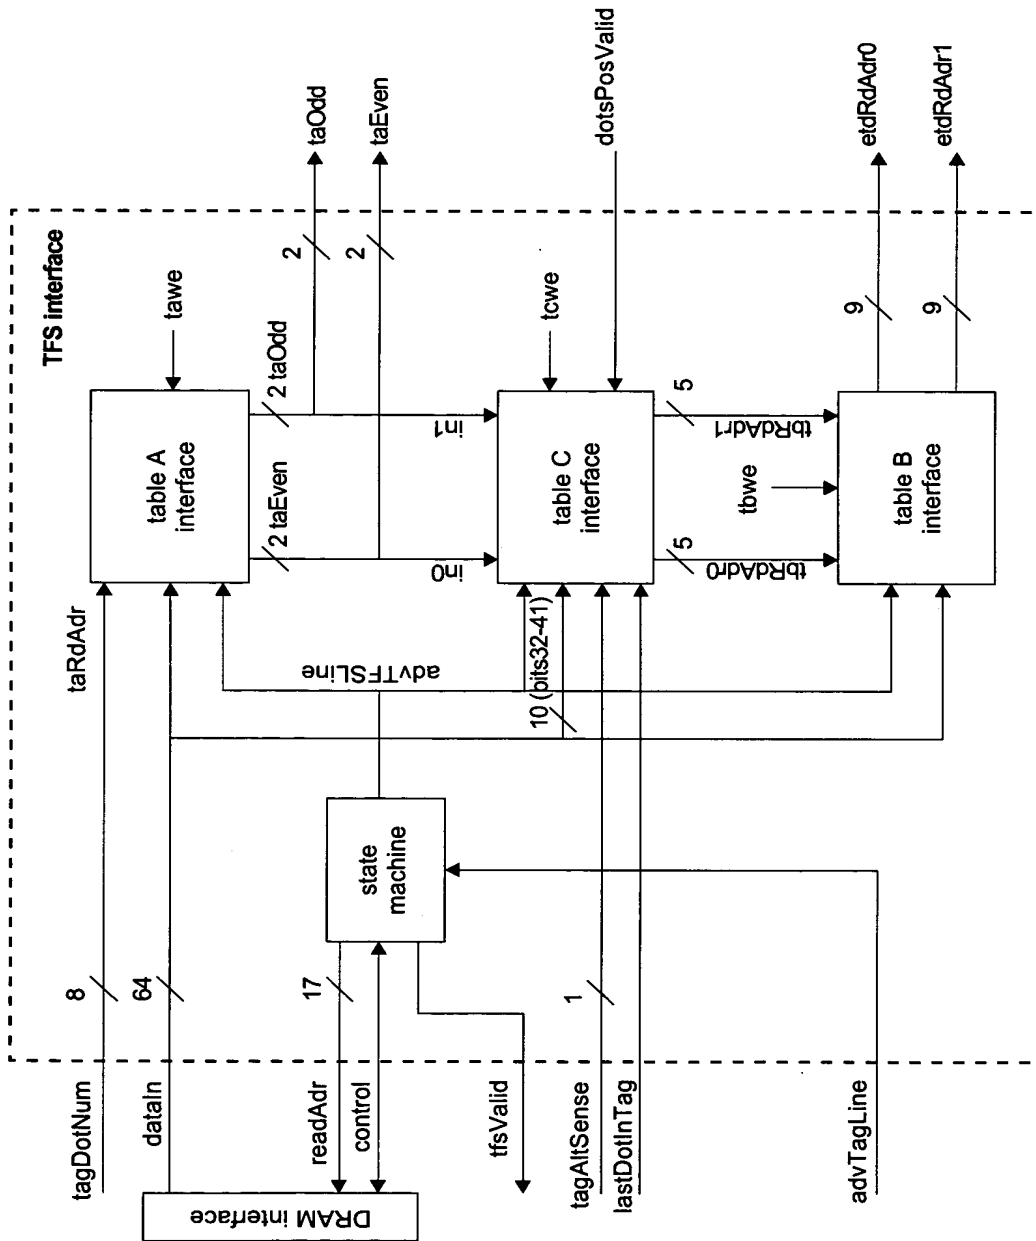 TFS interface
tagDotNum
8
taRdAdr
dataIn
64
DRAM interface
readAdr
17
control
tfsValid
state
machine
advTFSLine
10 (bits32-41)
tagAltSense
1
lastDotInTag
advTagLine
table A
interface
tawe
2 taEven
2 taOdd
2
taOdd
2
taEven
in0
in1
table C
interface
tcwe
dotsPosValid
5
tbRdAdr0
5
tbRdAdr1
tbwe
table B
interface
9
etdRdAdr0
9
etdRdAdr1